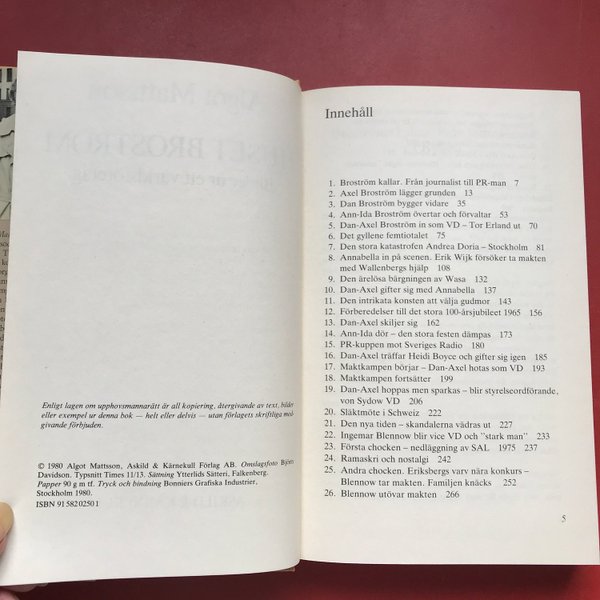 Enligt lagen om upphovsmannarätt är all kopiering, återgivande av text, bilder
eller exempel ur denna bok — helt eller delvis — utan förlagets skriftliga med-
givande förbjuden.
© 1980 Algot Mattsson, Askild & Kärnekull Förlag AB. Omslagsfoto Björn
Davidson. Typsnitt Times 11/13. Sättning Ytterlids Sätteri, Falkenberg.
Papper 90 g m tf. Tryck och bindning Bonniers Grafiska Industrier,
Stockholm 1980.
ISBN 91 582 0250 1
Innehåll
1. Broström kallar. Från journalist till PR-man 7
2. Axel Broström lägger grunden 13
3. Dan Broström bygger vidare 35
4. Ann-Ida Broström övertar och förvaltar 53
5. Dan-Axel Broström in som VD – Tor Erland ut 70
6. Det gyllene femtiotalet 75
7. Den stora katastrofen Andrea Doria – Stockholm 81
8. Annabella in på scenen. Erik Wijk försöker ta makten
med Wallenbergs hjälp 108
9. Den ärelösa bärgningen av Wasa 132
10. Dan-Axel gifter sig med Annabella 137
11. Den intrikata konsten att välja gudmor 143
12. Förberedelser till det stora 100-årsjubileet 1965 156
13. Dan-Axel skiljer sig 162
14. Ann-Ida dör – den stora festen dämpas 173
15. PR-kuppen mot Sveriges Radio 180
16. Dan-Axel träffar Heidi Boyce och gifter sig igen 185
17. Maktkampen börjar – Dan-Axel hotas som VD 193
18. Maktkampen fortsätter 199
19. Dan-Axel hoppas men sparkas – blir styrelseordförande,
von Sydow VD 207
20. Släktmöte i Schweiz 222
21. Den nya tiden – skandalerna vädras ut 227
22. Ingemar Blennow blir vice VD och "stark man" 233
23. Första chocken – nedläggning av SAL 1975 237
24. Ramaskri och nostalgi 242
25. Andra chocken. Eriksbergs varv nära konkurs –
Blennow tar makten. Familjen knäcks 252
26. Blennow utövar makten 266
5